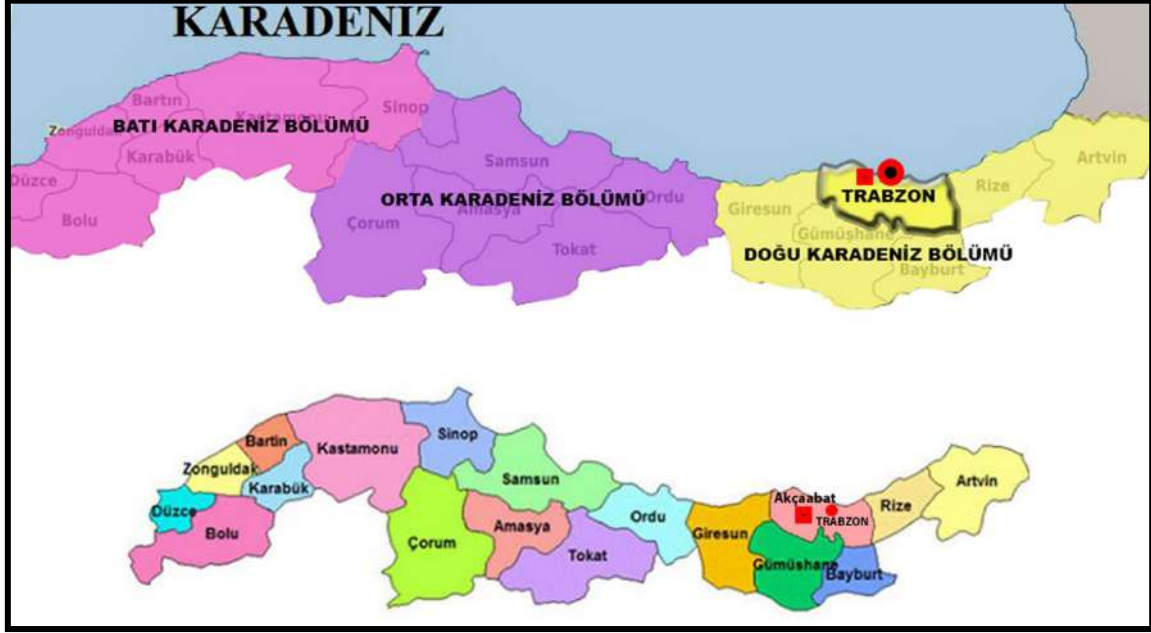 KARADENİZ
Bartın
Kastamonu
Sinop
Zonguldak
BATI KARADENİZ BÖLÜMÜ
Karabük
Samsun
Artvin
Düzce
Rize
Bolu
ORTA KARADENİZ BÖLÜMÜ
Ordu
TRABZON
Çorum
Amasya
Giresun
Gümüşhane
Tokat
DOĞU KARADENİZ BÖLÜMÜ
Bayburt
Bartin
Kastamonu
Sinop
Zonguldak
Karabük
Samsun
Artvin
Düzce
Bolu
Akçaabat
Rize
Ordu
TRABZON
Amasya
Giresun
Çorum
Tokat
Gümüşhane
Bayburt